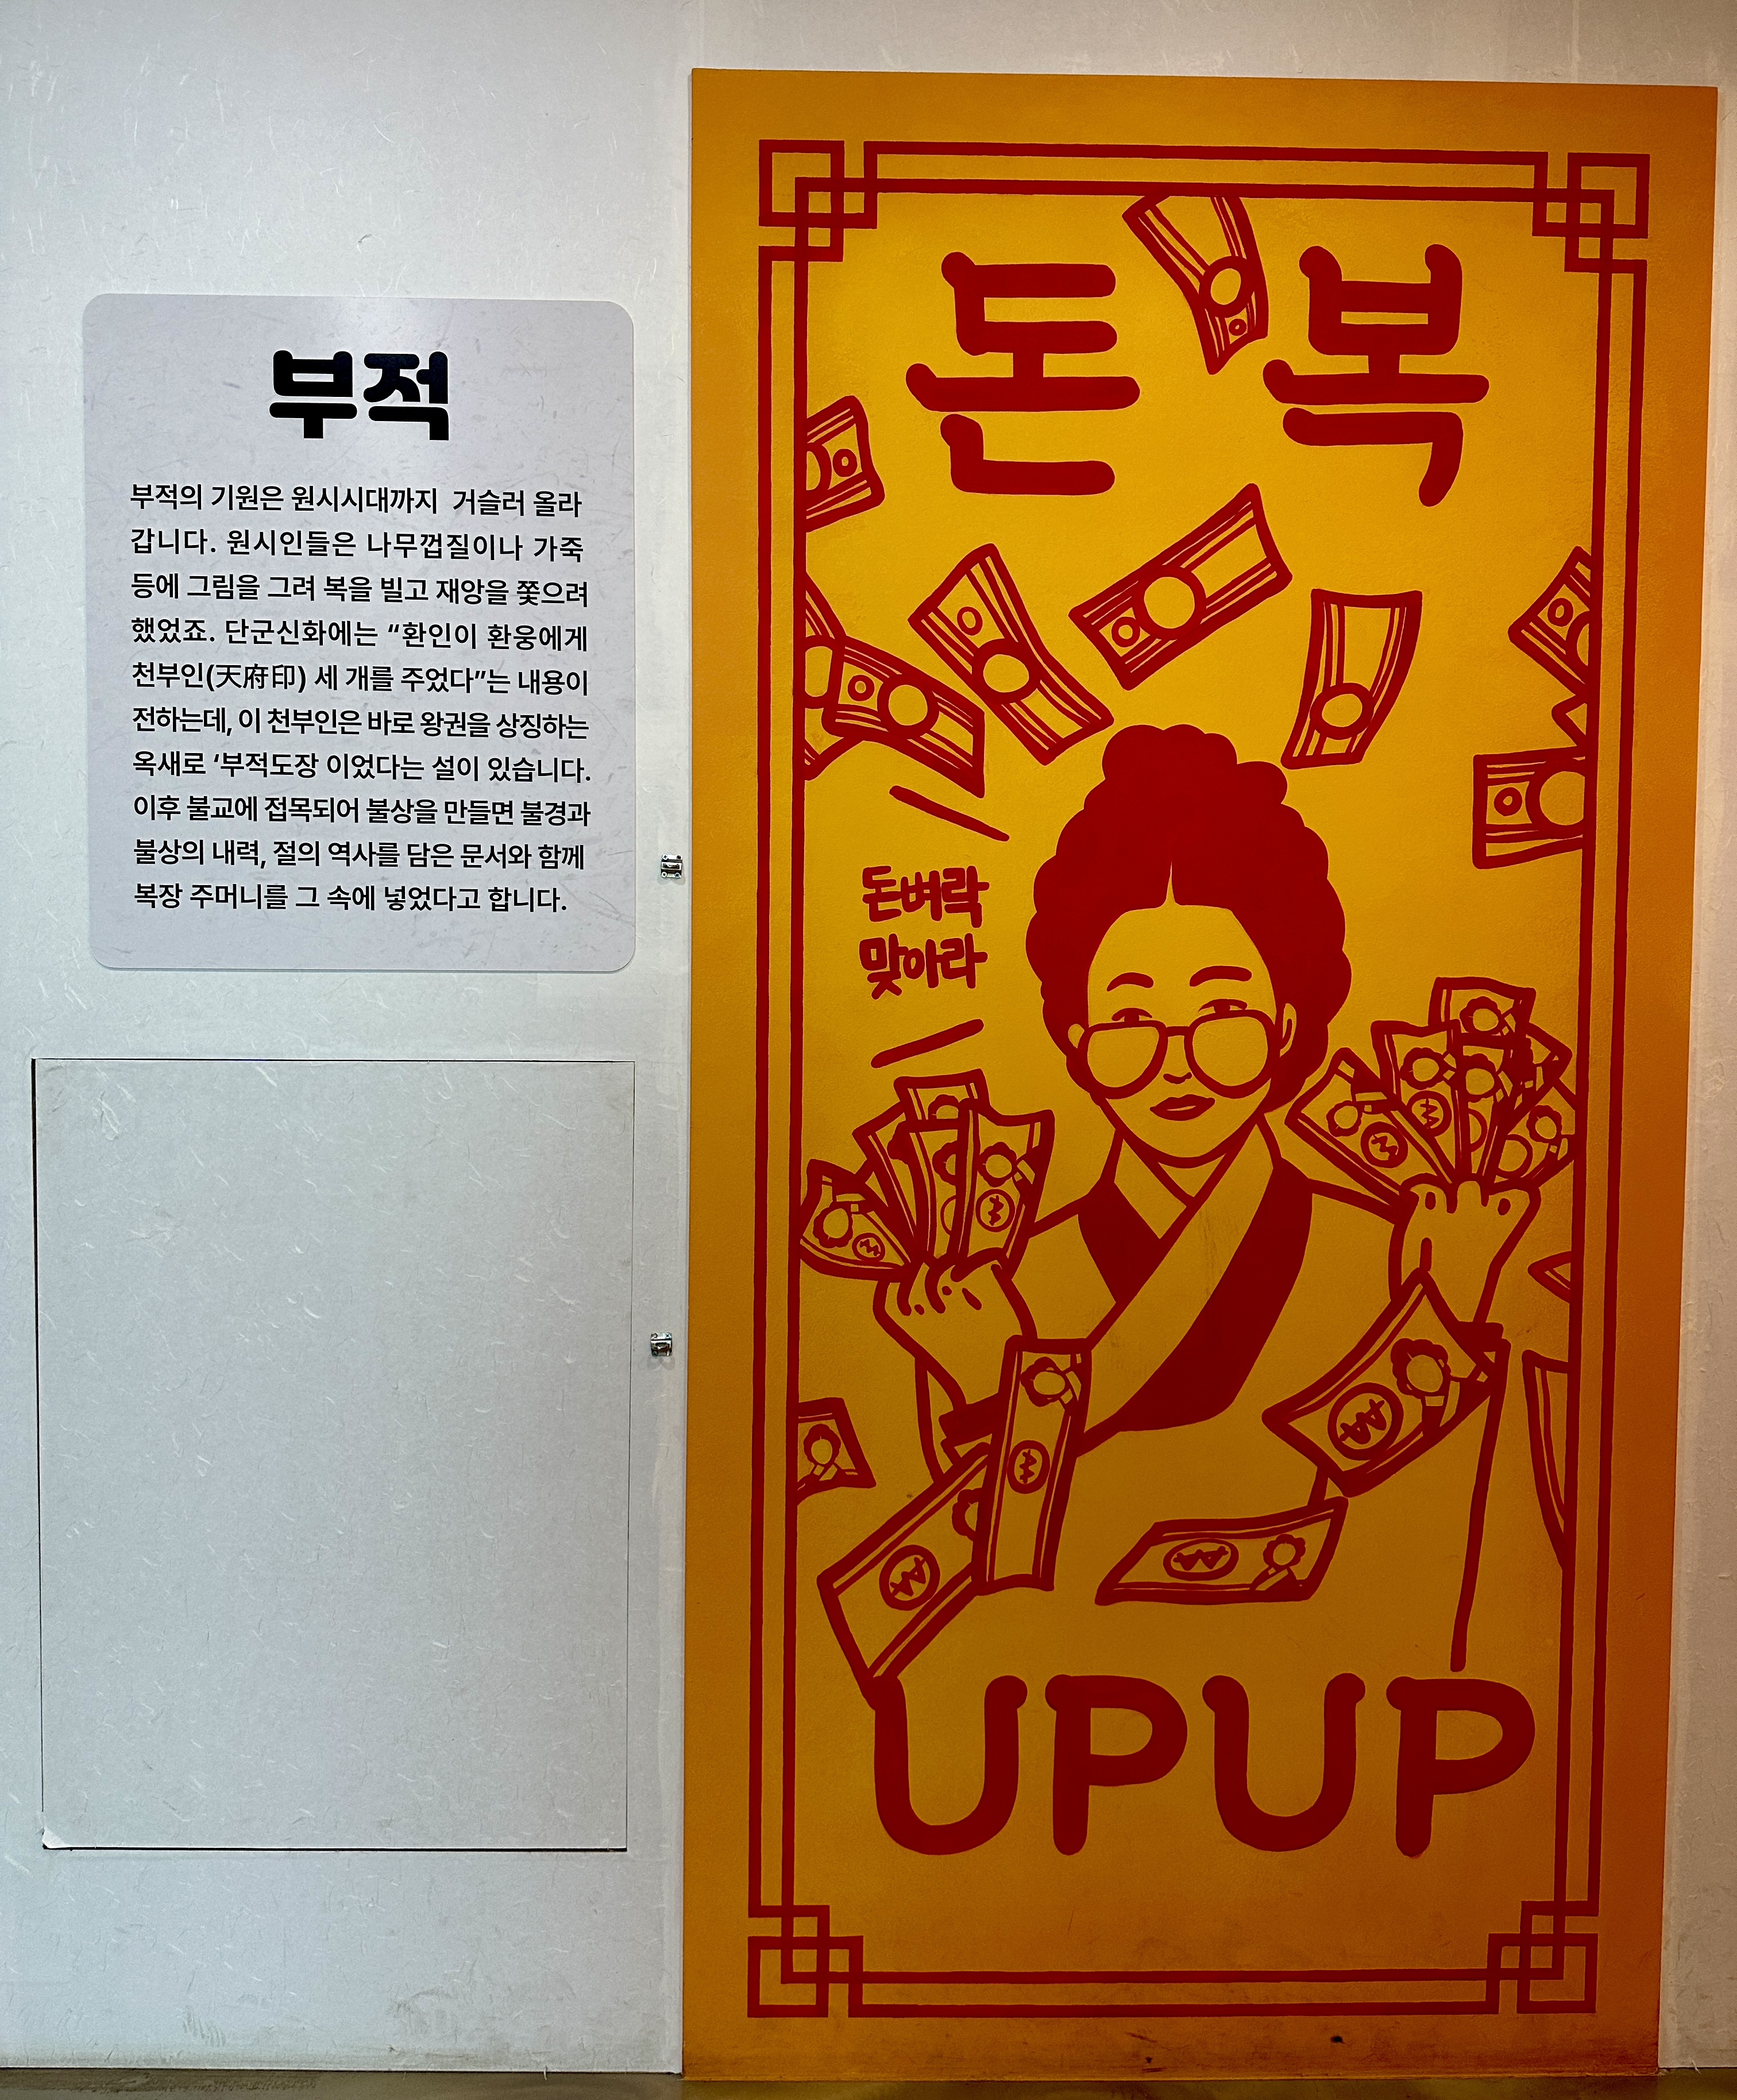 부적
부적의 기원은 원시시대까지 거슬러 올라
갑니다. 원시인들은 나무껍질이나 가죽
등에 그림을 그려 복을 빌고 재앙을 쫓으려
했었죠. 단군신화에는 “환인이 환웅에게
천부인(天府印) 세 개를 주었다”는 내용이
전하는데, 이 천부인은 바로 왕권을 상징하는
옥새로 ‘부적도장 이었다는 설이 있습니다.
이후 불교에 접목되어 불상을 만들면 불경과
불상의 내력, 절의 역사를 담은 문서와 함께
복장 주머니를 그 속에 넣었다고 합니다.
돈 복
돈벼락
맞아라
UPUP